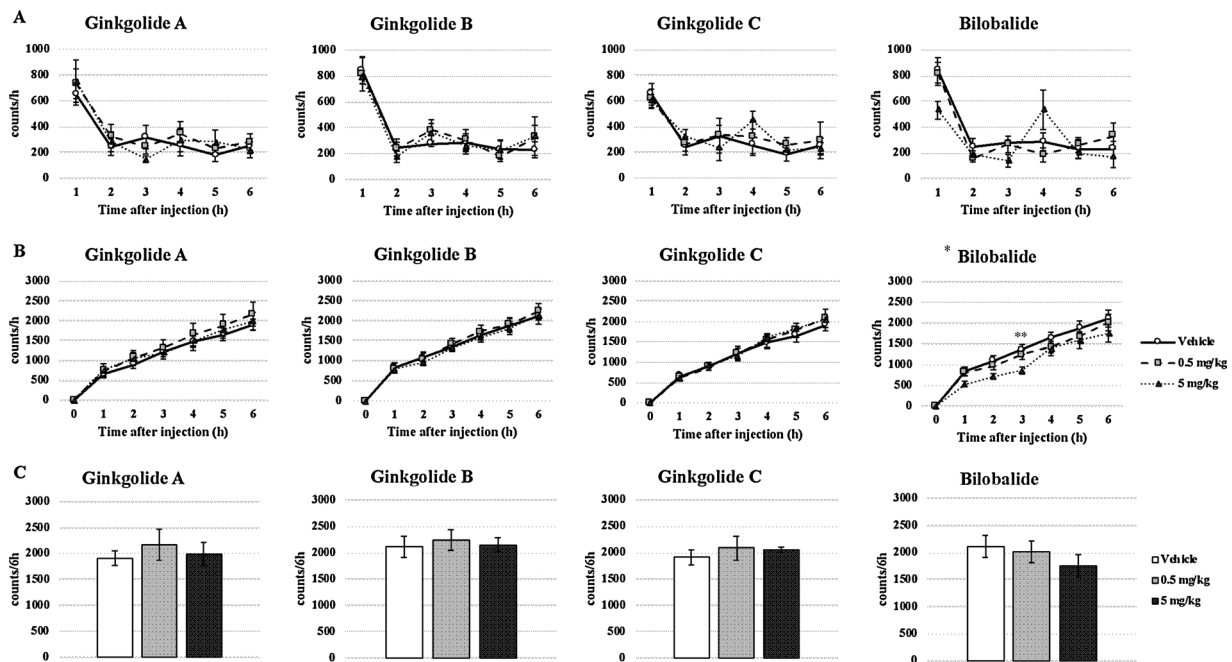 A
Ginkgolide A
Ginkgolide B
Ginkgolide C
Bilobalide
counts/h
1000
800
600
400
200
0
1 2 3 4 5 6
Time after injection (h)
counts/h
1000
800
600
400
200
0
1 2 3 4 5 6
Time after injection (h)
counts/h
1000
800
600
400
200
0
1 2 3 4 5 6
Time after injection (h)
counts/h
1000
800
600
400
200
0
1 2 3 4 5 6
Time after injection (h)
B
Ginkgolide A
Ginkgolide B
Ginkgolide C
* Bilobalide
counts/h
3000
2500
2000
1500
1000
500
0
0 1 2 3 4 5 6
Time after injection (h)
counts/h
3000
2500
2000
1500
1000
500
0
0 1 2 3 4 5 6
Time after injection (h)
counts/h
3000
2500
2000
1500
1000
500
0
0 1 2 3 4 5 6
Time after injection (h)
counts/h
3000
2500
2000
1500
1000
500
0
**
0 1 2 3 4 5 6
Time after injection (h)
Vehicle
0.5 mg/kg
5 mg/kg
C
Ginkgolide A
Ginkgolide B
Ginkgolide C
Bilobalide
counts/6h
3000
2500
2000
1500
1000
500
0
counts/6h
3000
2500
2000
1500
1000
500
0
counts/6h
3000
2500
2000
1500
1000
500
0
counts/6h
3000
2500
2000
1500
1000
500
0
Vehicle
0.5 mg/kg
5 mg/kg